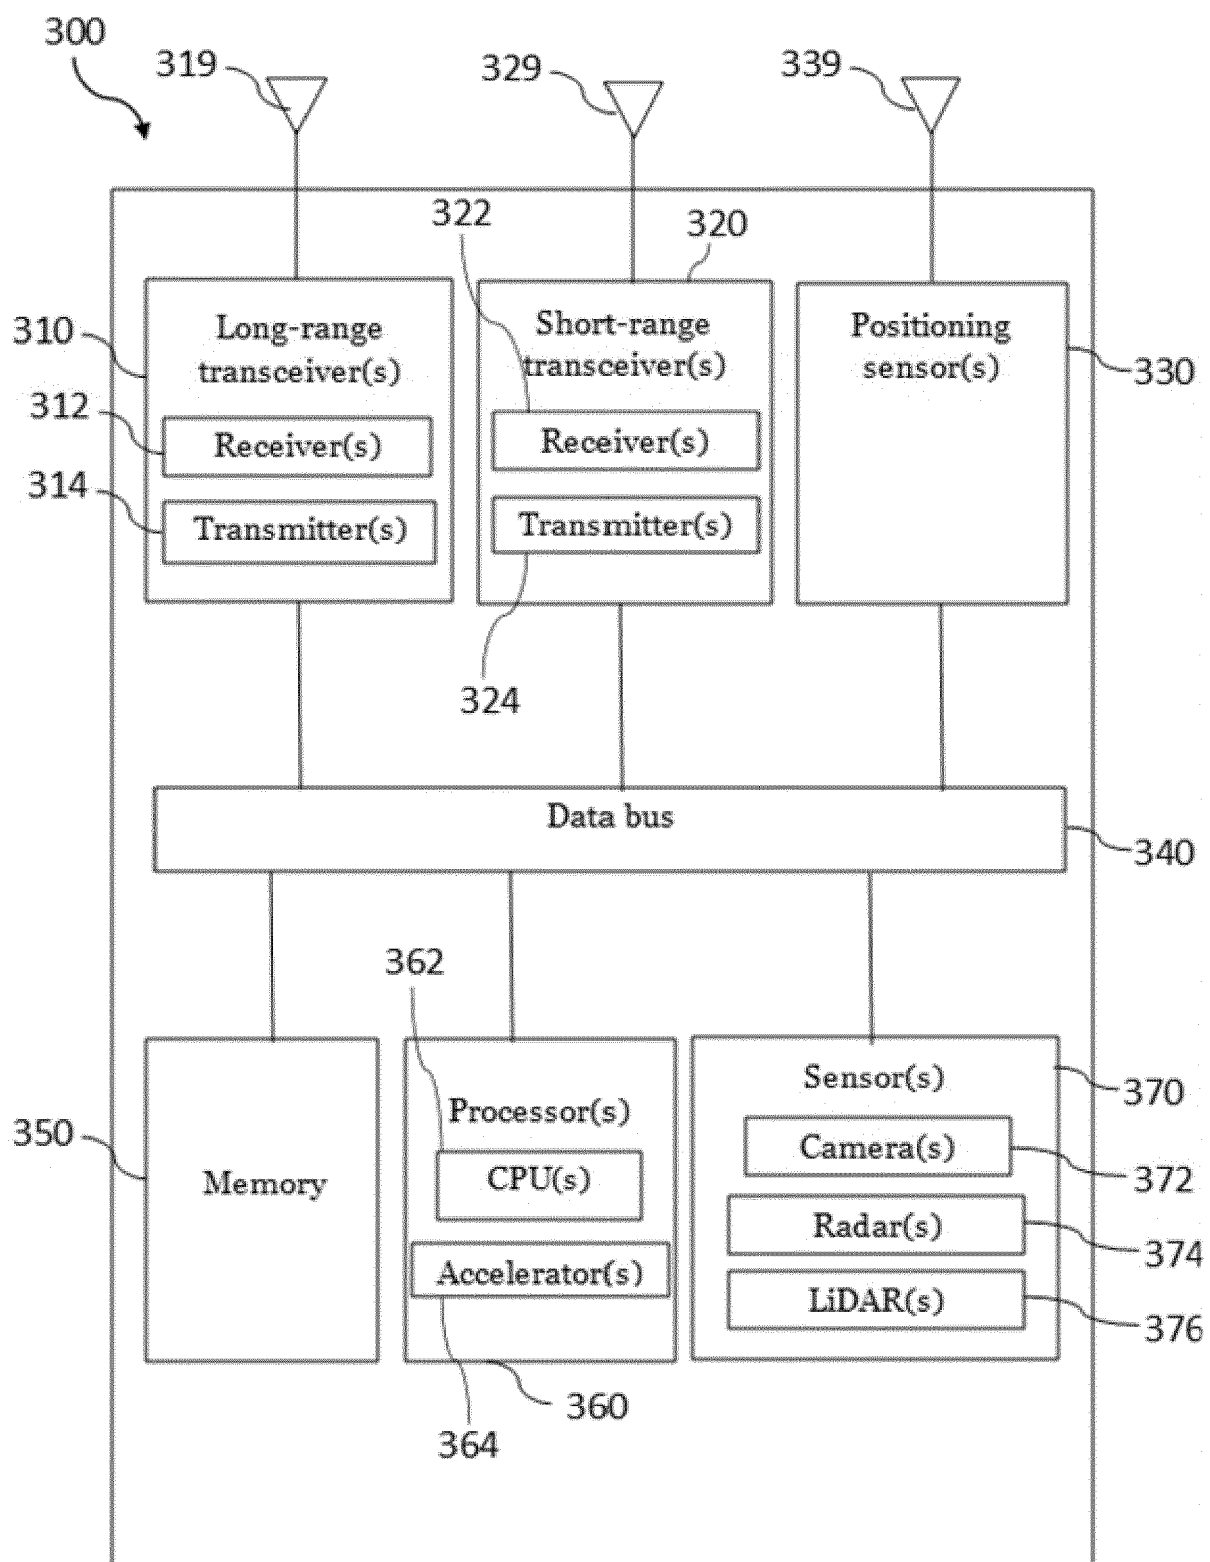 300
319
329
339
322
320
310
Long-range
transceiver(s)
Short-range
transceiver(s)
Positioning
sensor(s)
330
312
Receiver(s)
Receiver(s)
314
Transmitter(s)
Transmitter(s)
324
Data bus
340
362
350
Memory
Processor(s)
CPU(s)
Accelerator(s)
360
364
Sensor(s)
370
Camera(s)
372
Radar(s)
374
LiDAR(s)
376